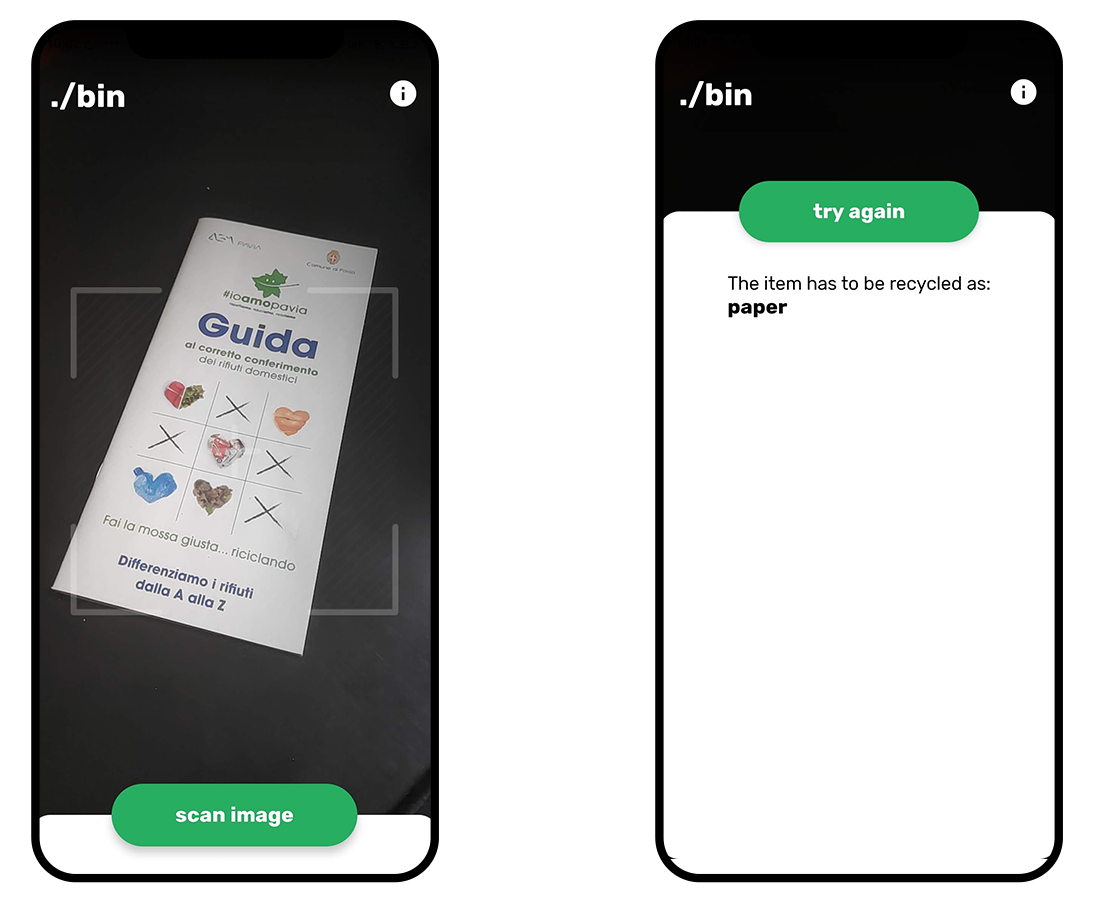 ./bin
ASM PAVIA
Comune di Pavia
#ioamopavia
Guida
al corretto conferimento
dei rifiuti domestici
Fai la mossa giusta... riciclando
Differenziamo i rifiuti
dalla A alla Z
scan image
./bin
try again
The item has to be recycled as:
paper